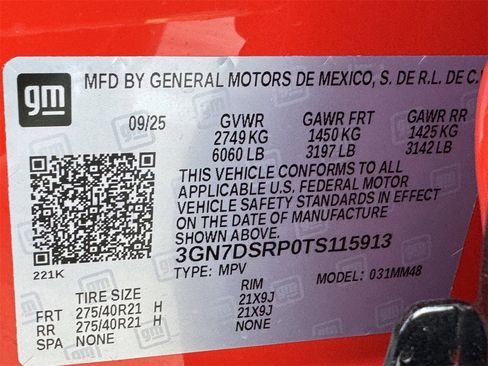 gm
MFD BY GENERAL MOTORS DE MEXICO, S. DE R.L. DE C.
09/25 GVWR GAWR FRT GAWR RR
2749 KG 1450 KG 1425 KG
6060 LB 3197 LB 3142 LB
THIS VEHICLE CONFORMS TO ALL
APPLICABLE U.S. FEDERAL MOTOR
VEHICLE SAFETY STANDARDS IN EFFECT
ON THE DATE OF MANUFACTURE
SHOWN ABOVE.
3GN7DSRP0TS115913
221K TYPE: MPV MODEL: 031MM48
TIRE SIZE RIM
FRT 275/40R21 H 21X9J
RR 275/40R21 H 21X9J
SPA NONE NONE